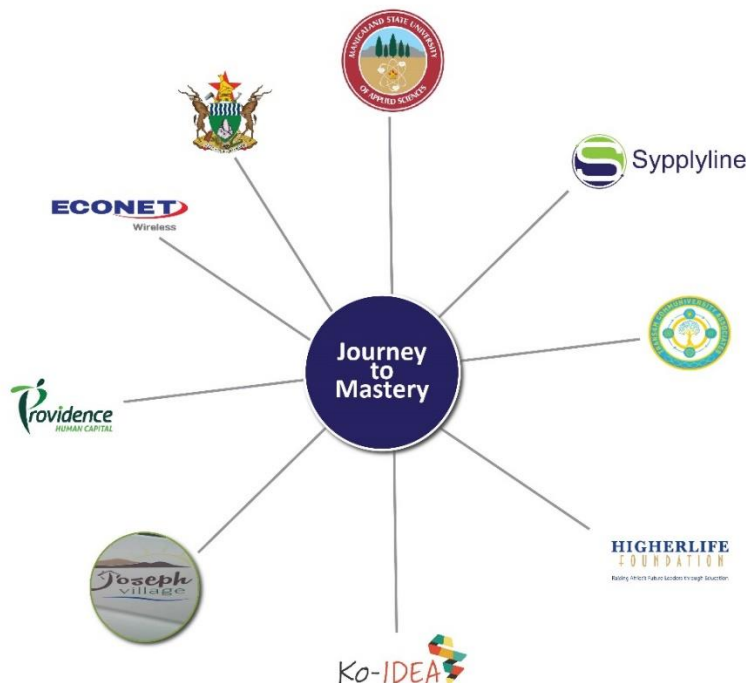 MANICALAND STATE UNIVERSITY
OF APPLIED SCIENCES
Sypplyline
ECONET
Wireless
Journey
to
Mastery
Providence
HUMAN CAPITAL
HIGHERLIFE
FOUNDATION
Joseph
village
Ko-IDEA